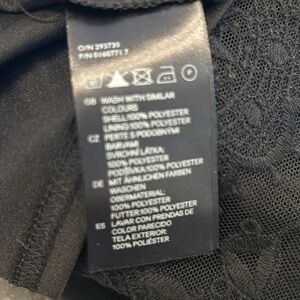 O/N 293730
P/N 0160771 7
GB WASH WITH SIMILAR
COLOURS
SHELL:100% POLYESTER
LINING:100% POLYESTER
CZ PERTE S PODOBNÝMI
BARVAMI
SVRCHNÍ LÁTKA:
100% POLYESTER
PODŠÍVKA:100% POLYESTER
DE MIT ÄHNLICHEN FARBEN
WASCHEN
OBERMATERIAL:
100% POLYESTER
FUTTER:100% POLYESTER
ES LAVAR CON PRENDAS DE
COLOR PARECIDO
TELA EXTERIOR:
100% POLIÉSTER